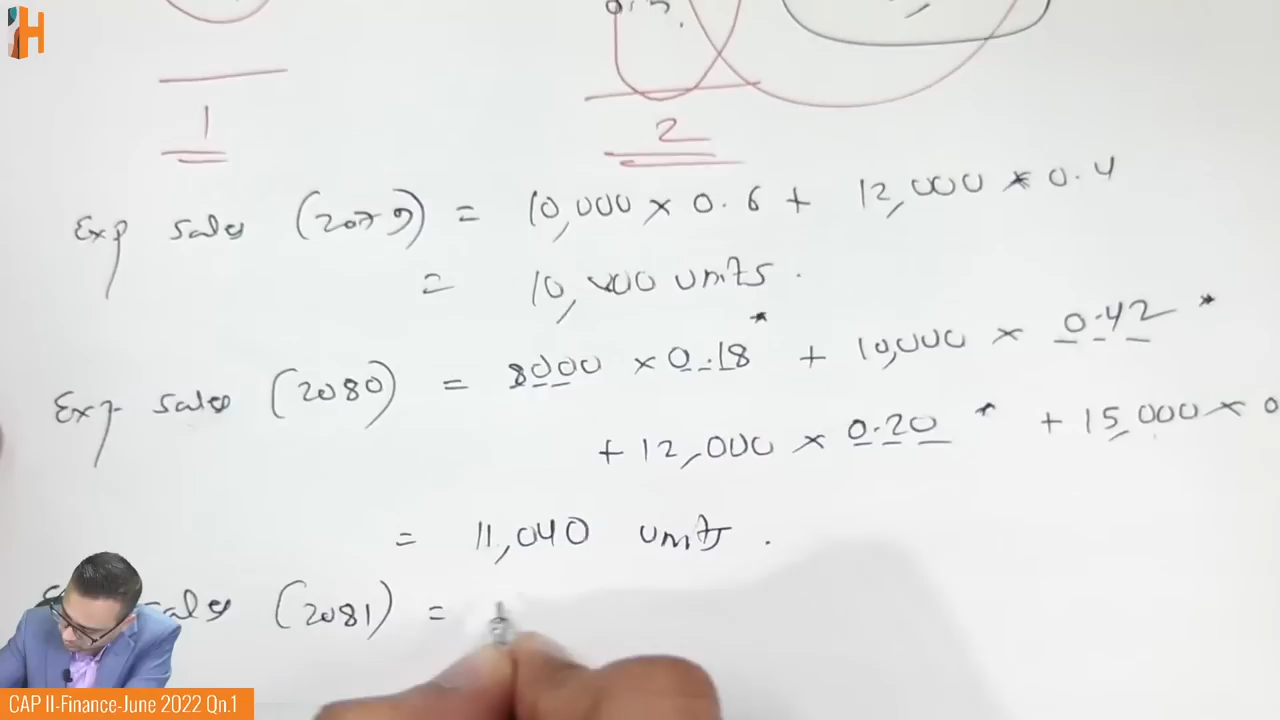 H
1
2
Exp sales (2079) = 10,000 × 0.6 + 12,000 * 0.4
= 10,400 units.
Exp sales (2080) = 8000 × 0.18* + 10,000 × 0.42*
+ 12,000 × 0.20* + 15,000 × 0
= 11,040 units.
sales (2081) =
CAP II-Finance-June 2022 Qn.1